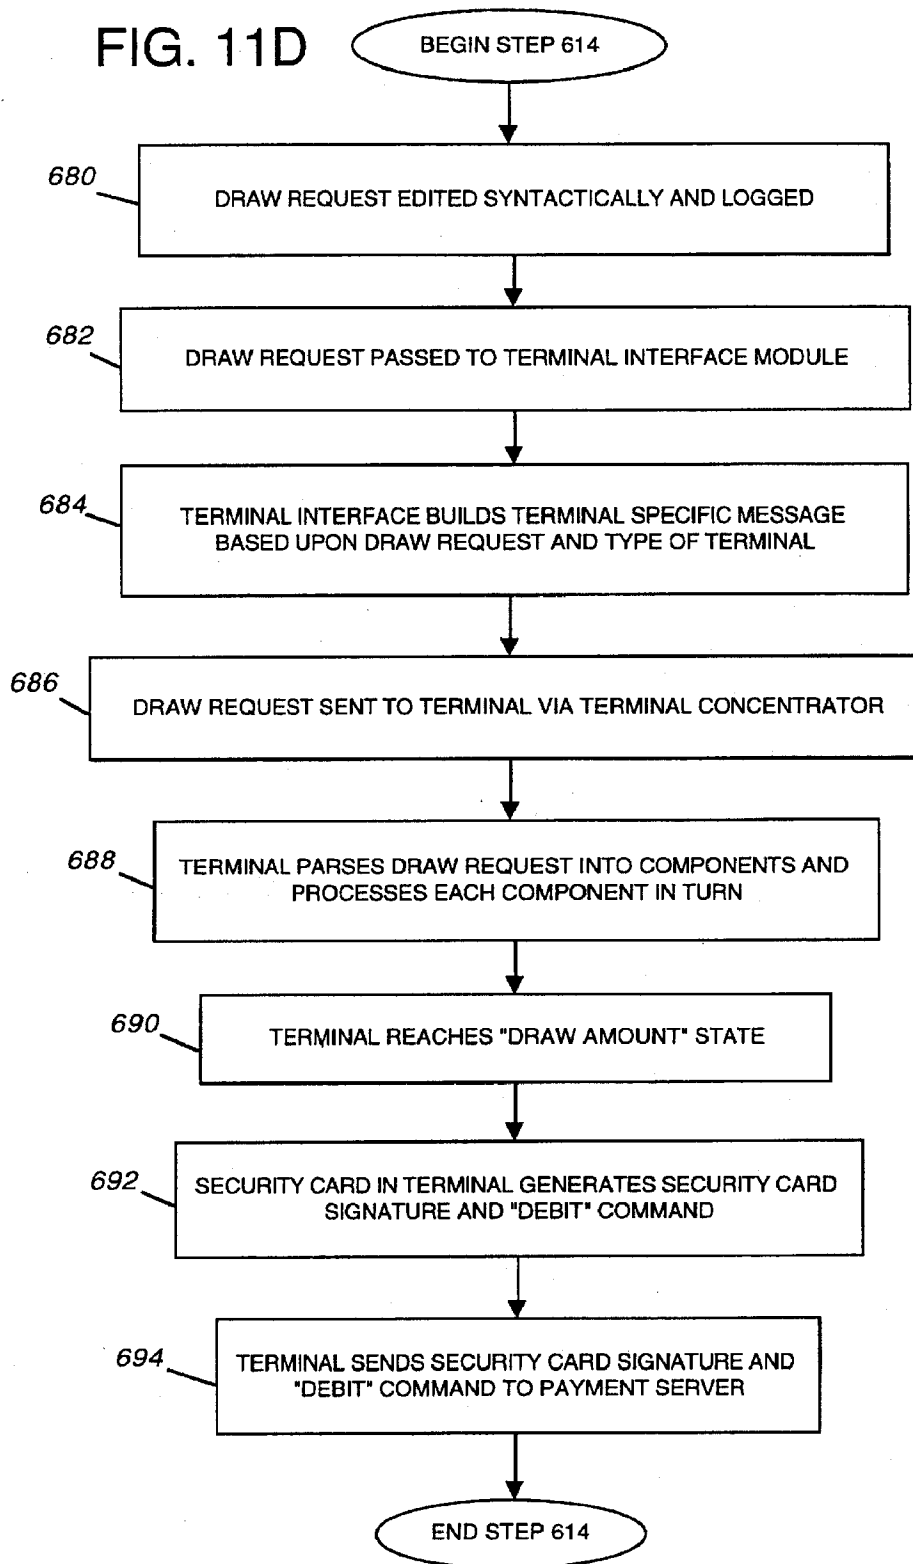 FIG. 11D
BEGIN STEP 614
680
DRAW REQUEST EDITED SYNTACTICALLY AND LOGGED
682
DRAW REQUEST PASSED TO TERMINAL INTERFACE MODULE
684
TERMINAL INTERFACE BUILDS TERMINAL SPECIFIC MESSAGE
BASED UPON DRAW REQUEST AND TYPE OF TERMINAL
686
DRAW REQUEST SENT TO TERMINAL VIA TERMINAL CONCENTRATOR
688
TERMINAL PARSES DRAW REQUEST INTO COMPONENTS AND
PROCESSES EACH COMPONENT IN TURN
690
TERMINAL REACHES "DRAW AMOUNT" STATE
692
SECURITY CARD IN TERMINAL GENERATES SECURITY CARD
SIGNATURE AND "DEBIT" COMMAND
694
TERMINAL SENDS SECURITY CARD SIGNATURE AND
"DEBIT" COMMAND TO PAYMENT SERVER
END STEP 614